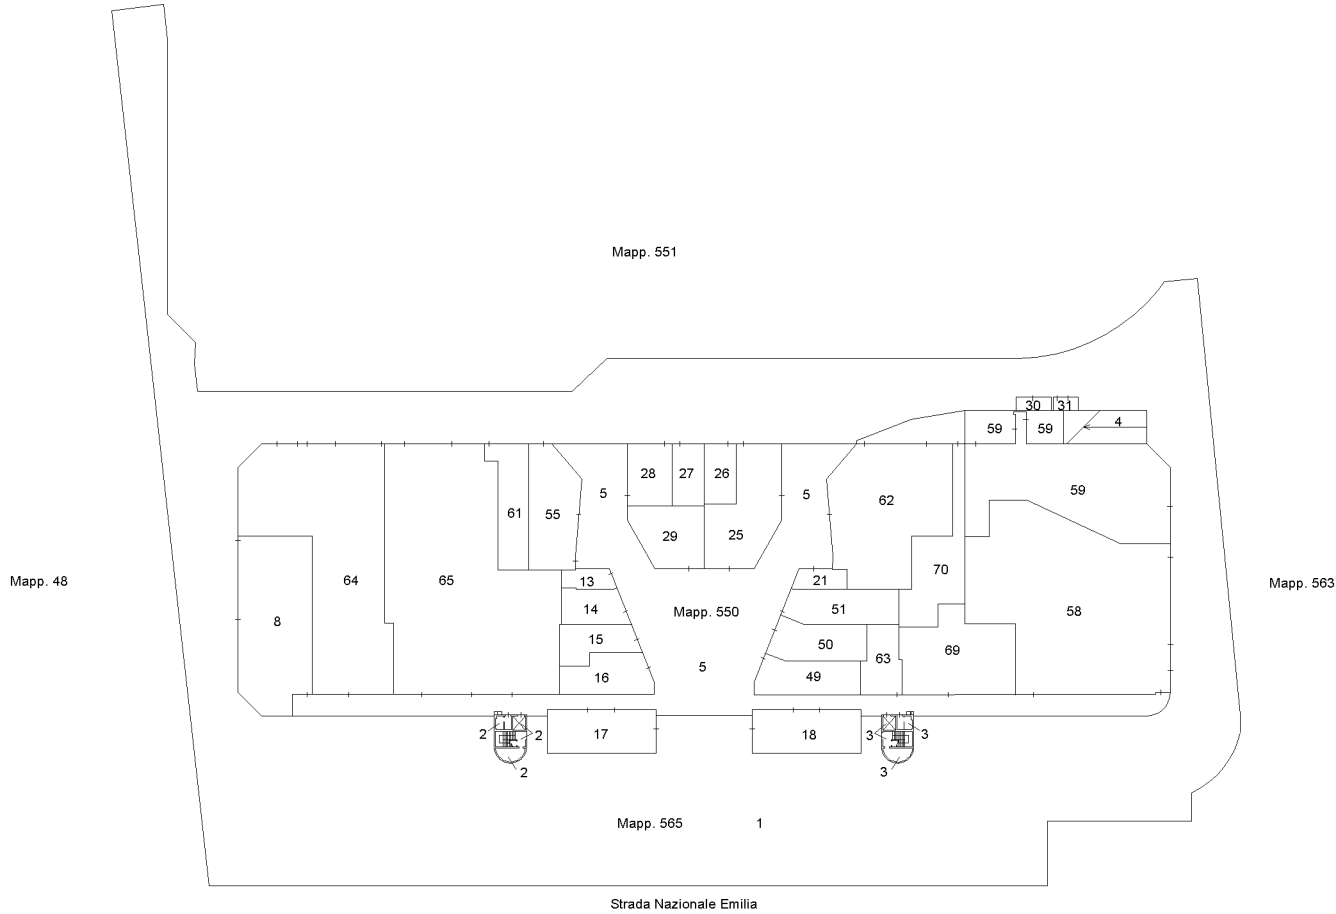 Mapp. 551
30 31
4
59 59
28 27 26
5 5
59
62
61 55
29 25
13 21
70
Mapp. 48 64 65 Mapp. 563
14 Mapp. 550 51 58
8
15 50
5 63 69
16 49
2 2 17 18 3 3
2 3
Mapp. 565 1
Strada Nazionale Emilia